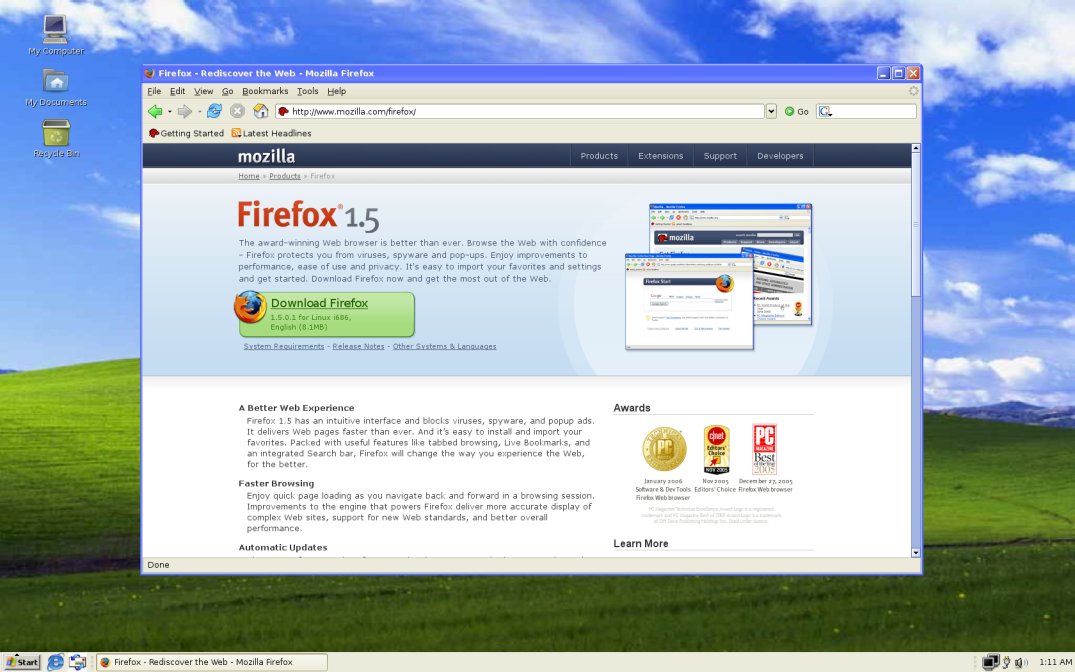 My Computer
My Documents
Recycle Bin
Firefox - Rediscover the Web - Mozilla Firefox
File Edit View Go Bookmarks Tools Help
http://www.mozilla.com/firefox/ Go
Getting Started Latest Headlines
mozilla Products Extensions Support Developers
Home » Products » Firefox
Firefox® 1.5
The award-winning Web browser is better than ever. Browse the Web with confidence
- Firefox protects you from viruses, spyware and pop-ups. Enjoy improvements to
performance, ease of use and privacy. It's easy to import your favorites and settings
and get started. Download Firefox now and get the most out of the Web.
Download Firefox
1.5.0.1 for Linux i686,
English (8.1MB)
System Requirements - Release Notes - Other Systems & Languages
mozilla
Firefox Start
A Better Web Experience
Firefox 1.5 has an intuitive interface and blocks viruses, spyware, and popup ads.
It delivers Web pages faster than ever. And it's easy to install and import your
favorites. Packed with useful features like tabbed browsing, Live Bookmarks, and
an integrated Search bar, Firefox will change the way you experience the Web,
for the better.
Faster Browsing
Enjoy quick page loading as you navigate back and forward in a browsing session.
Improvements to the engine that powers Firefox deliver more accurate display of
complex Web sites, support for new Web standards, and better overall
performance.
Automatic Updates
Awards
PC
cnet
Editors' Choice
NOV 2005
PC
MAGAZINE
Best
of the Year
2005
January 2006
Software & Dev Tools
Firefox Web browser
Nov 2005
Editors' Choice
December 27, 2005
Firefox Web browser
Learn More
Done
Start Firefox - Rediscover the Web - Mozilla Firefox 1:11 AM